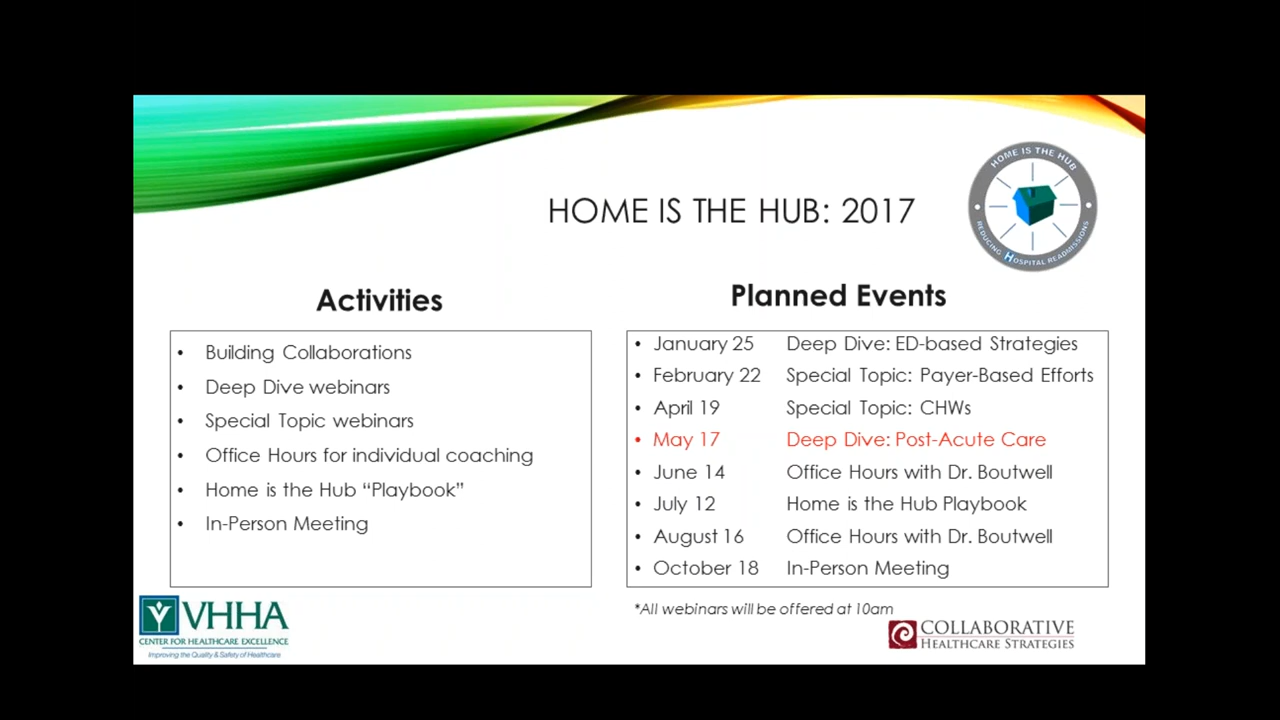 HOME IS THE HUB: 2017
HOME IS THE HUB
REDUCING HOSPITAL READMISSIONS
Activities
• Building Collaborations
• Deep Dive webinars
• Special Topic webinars
• Office Hours for individual coaching
• Home is the Hub “Playbook”
• In-Person Meeting
Planned Events
• January 25 Deep Dive: ED-based Strategies
• February 22 Special Topic: Payer-Based Efforts
• April 19 Special Topic: CHWs
• May 17 Deep Dive: Post-Acute Care
• June 14 Office Hours with Dr. Boutwell
• July 12 Home is the Hub Playbook
• August 16 Office Hours with Dr. Boutwell
• October 18 In-Person Meeting
*All webinars will be offered at 10am
VHHA
CENTER FOR HEALTHCARE EXCELLENCE
Improving the Quality & Safety of Healthcare
COLLABORATIVE
HEALTHCARE STRATEGIES